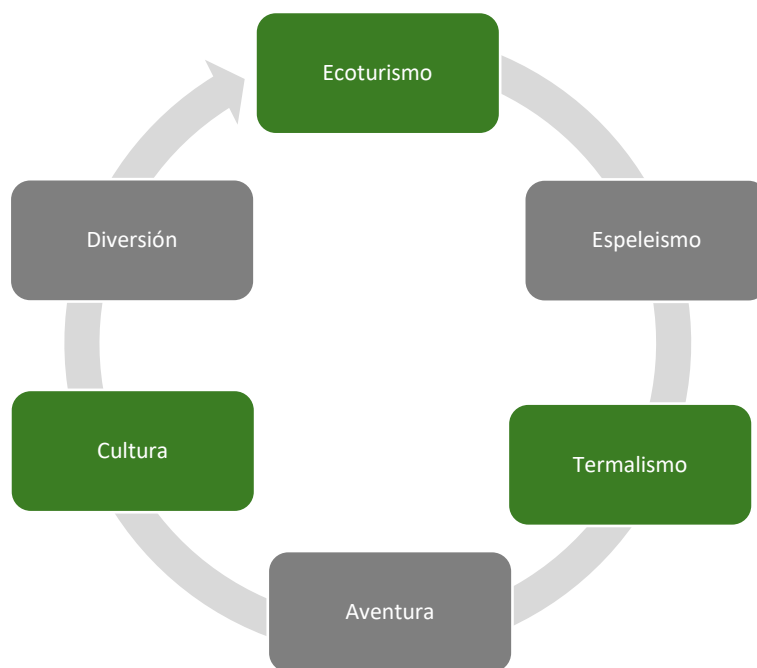 Ecoturismo
Espeleismo
Termalismo
Aventura
Cultura
Diversión